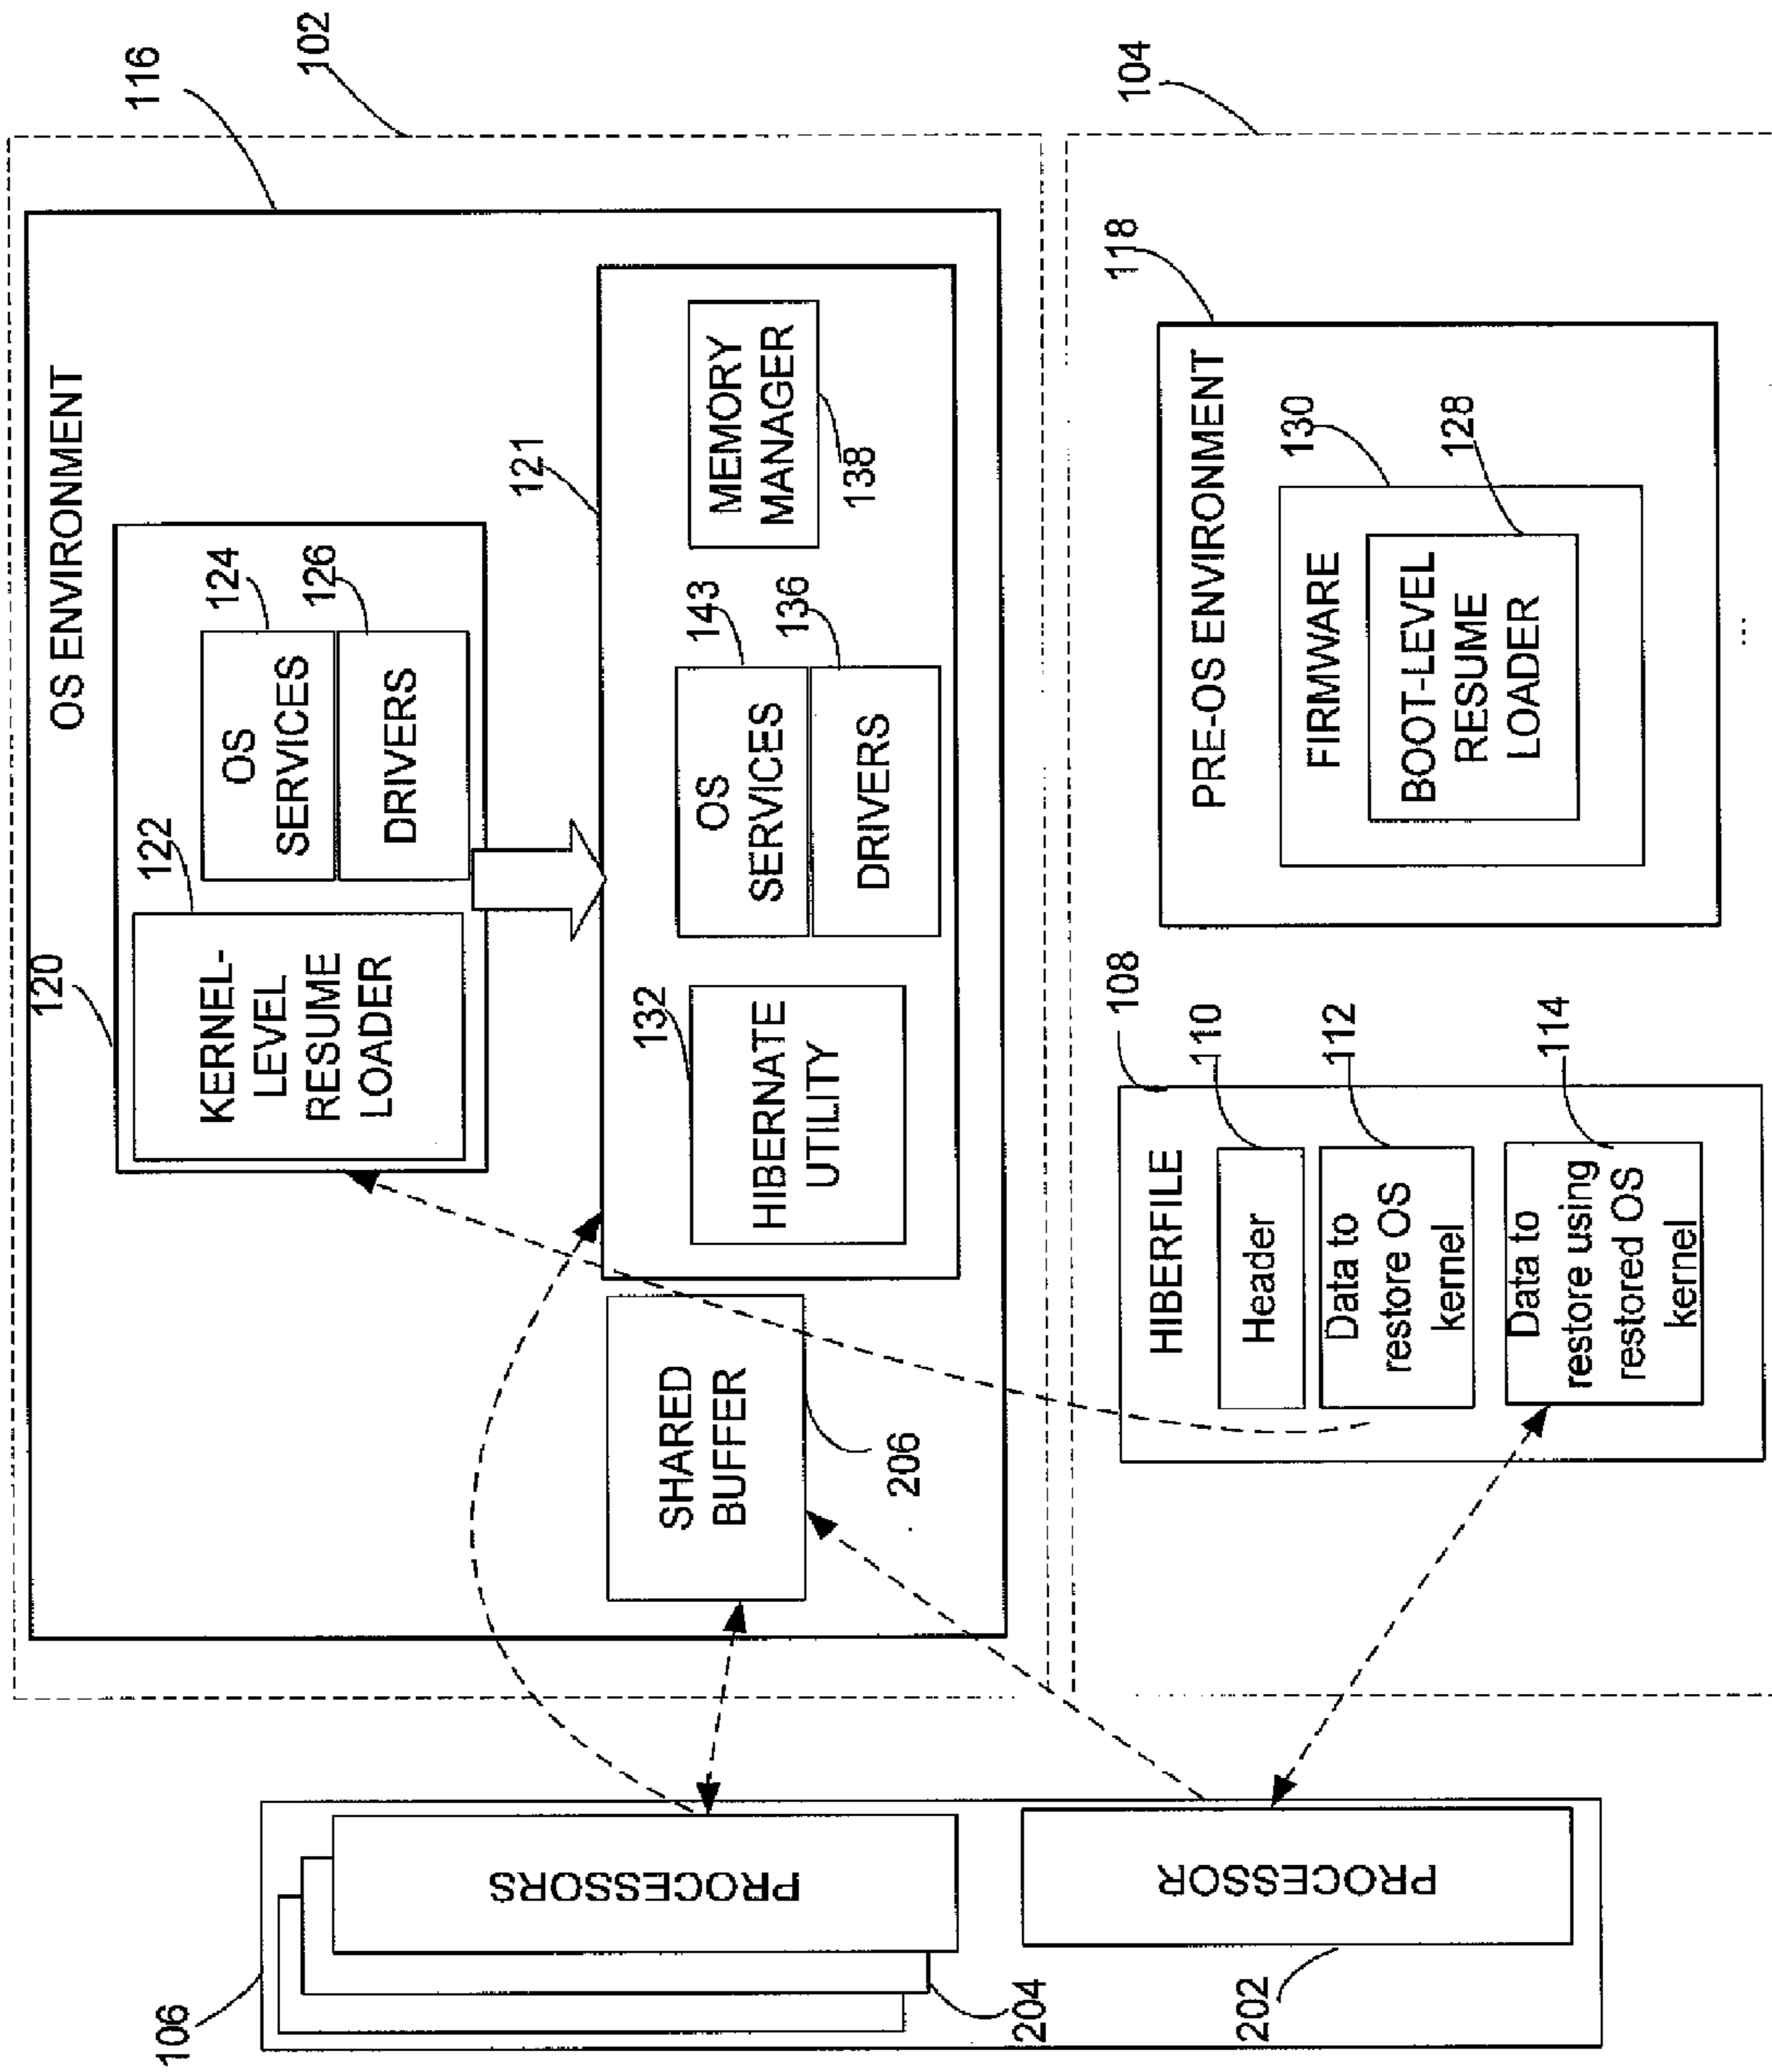 106
PROCESSORS
204
PROCESSOR
202
102
116
OS ENVIRONMENT
120
KERNEL-
LEVEL
RESUME
LOADER
122
OS
SERVICES
124
DRIVERS
126
121
HIBERNATE
UTILITY
132
OS
SERVICES
143
DRIVERS
136
MEMORY
MANAGER
138
SHARED
BUFFER
206
104
HIBERFILE
108
Header
110
Data to
restore OS
kernel
112
Data to
restore using
restored OS
kernel
114
PRE-OS ENVIRONMENT
118
FIRMWARE
130
BOOT-LEVEL
RESUME
LOADER
128
...